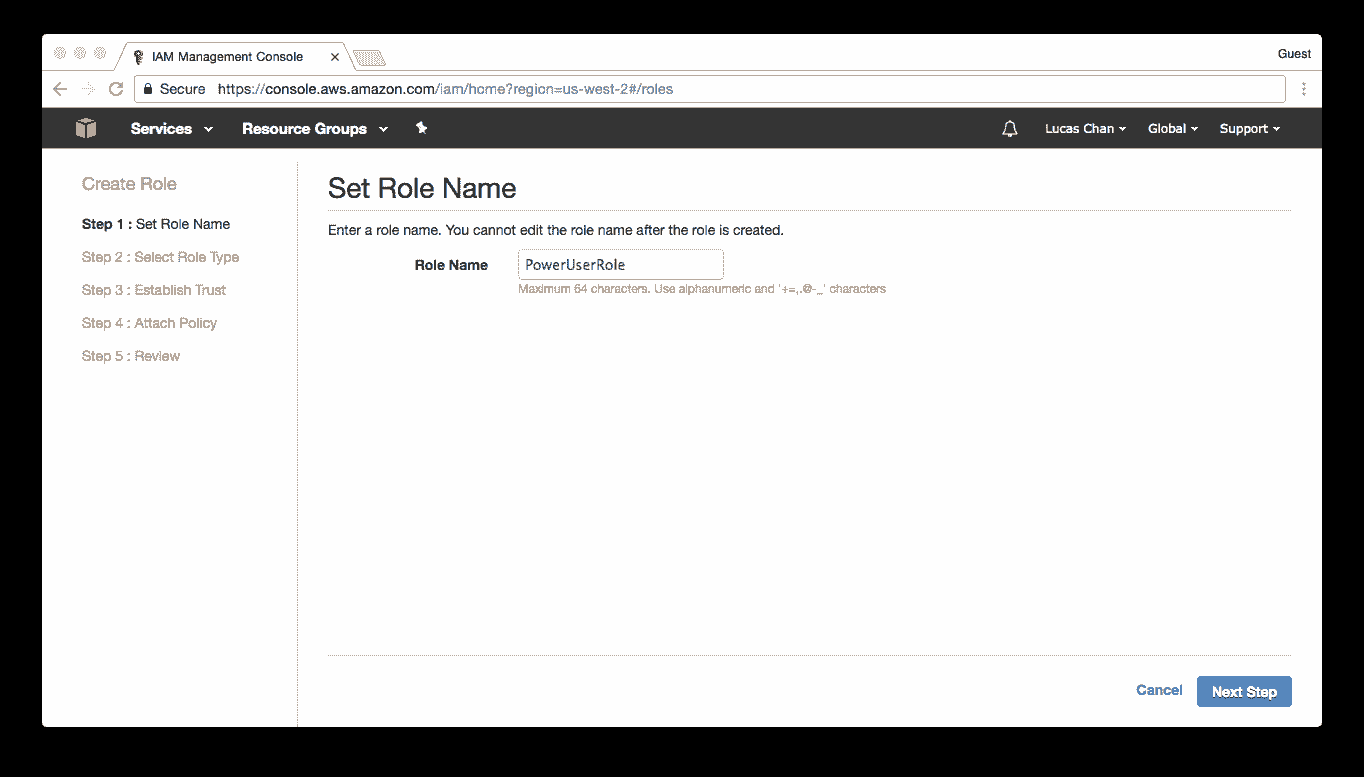 IAM Management Console
Guest
Secure https://console.aws.amazon.com/iam/home?region=us-west-2#/roles
Services Resource Groups Lucas Chan Global Support
Create Role
Step 1 : Set Role Name
Step 2 : Select Role Type
Step 3 : Establish Trust
Step 4 : Attach Policy
Step 5 : Review
Set Role Name
Enter a role name. You cannot edit the role name after the role is created.
Role Name PowerUserRole
Maximum 64 characters. Use alphanumeric and '+=,.@-_' characters
Cancel Next Step